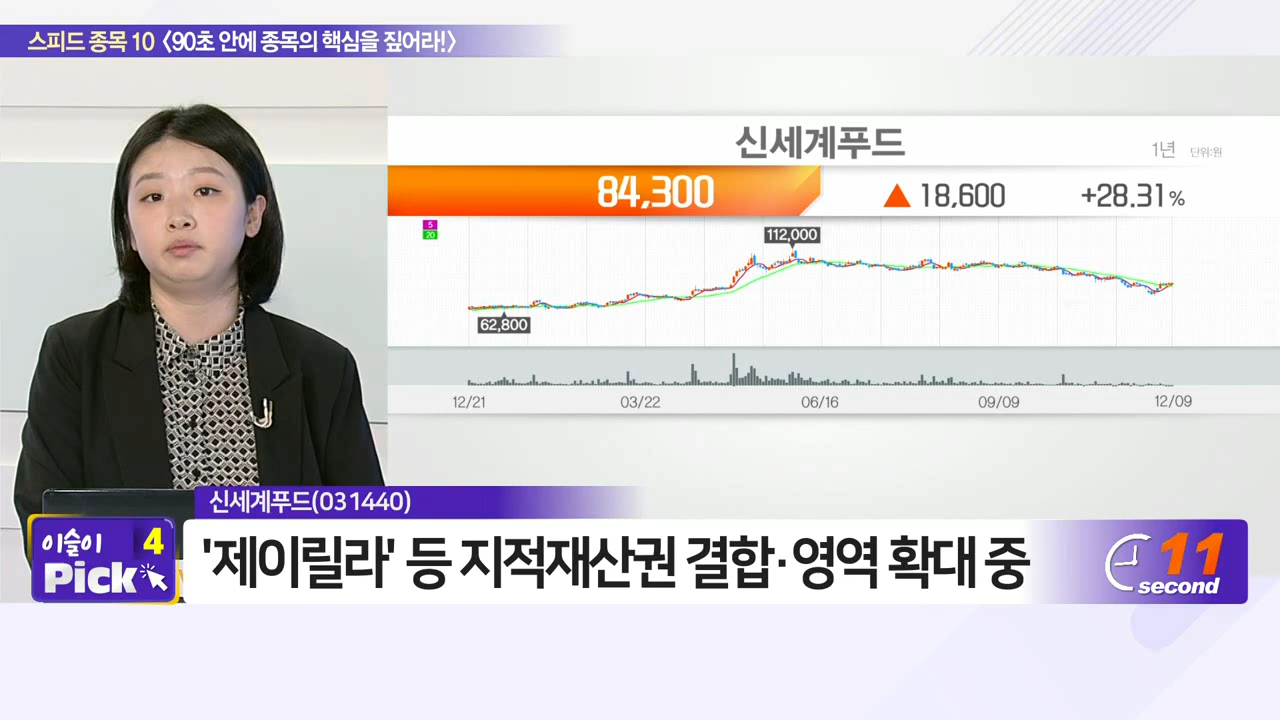 스피드 종목 10 〈90초 안에 종목의 핵심을 짚어라!〉
신세계푸드
1년 단위:원
84,300 ▲ 18,600 +28.31%
5
20
112,000
62,800
12/21 03/22 06/16 09/09 12/09
신세계푸드(031440)
이슬이 4
Pick
'제이릴라' 등 지적재산권 결합·영역 확대 중
11
second